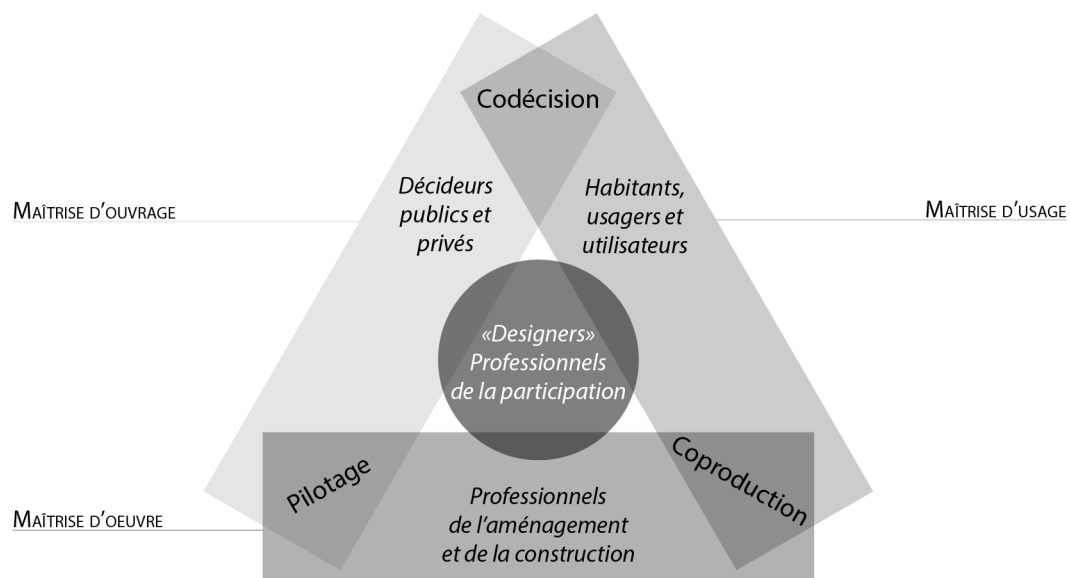 Codécision
Décideurs
publics et
privés
Habitants,
usagers et
utilisateurs
MAÎTRISE D'OUVRAGE
MAÎTRISE D'USAGE
«Designers»
Professionnels
de la participation
Pilotage
Coproduction
Professionnels
de l'aménagement
et de la construction
MAÎTRISE D'OEUVRE